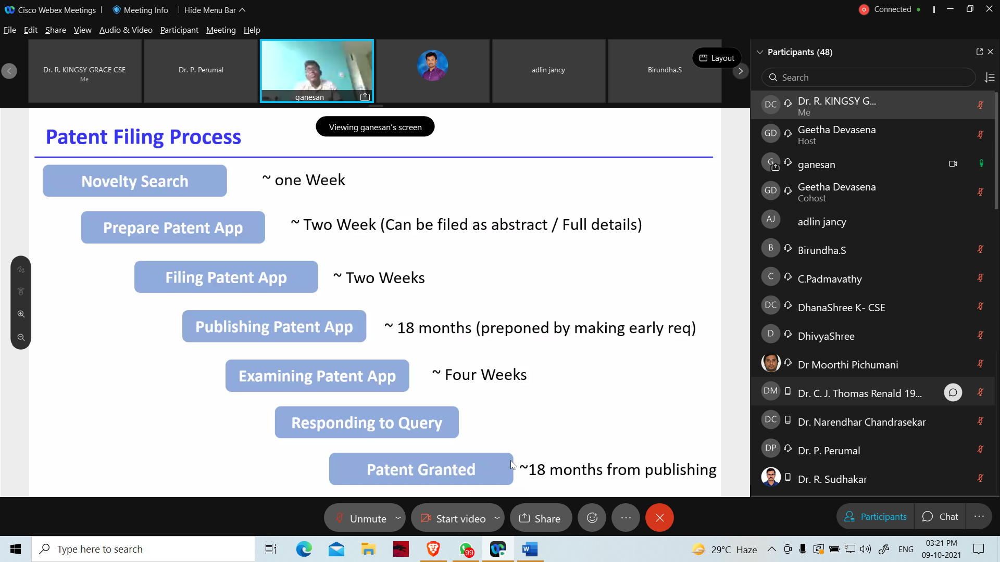 Cisco Webex Meetings
Meeting Info
Hide Menu Bar
Connected
File Edit Share View Audio & Video Participant Meeting Help
Dr. R. KINGSY GRACE CSE
Me
Dr. P. Perumal
ganesan
adlin jancy
Birundha.S
Layout
Viewing ganesan's screen
Patent Filing Process
Novelty Search ~ one Week
Prepare Patent App ~ Two Week (Can be filed as abstract / Full details)
Filing Patent App ~ Two Weeks
Publishing Patent App ~ 18 months (preponed by making early req)
Examining Patent App ~ Four Weeks
Responding to Query
Patent Granted ~18 months from publishing
Participants (48)
Search
DC Dr. R. KINGSY G...
Me
GD Geetha Devasena
Host
G ganesan
GD Geetha Devasena
Cohost
AJ adlin jancy
B Birundha.S
C C.Padmavathy
DC DhanaShree K- CSE
D DhivyaShree
Dr Moorthi Pichumani
DM Dr. C. J. Thomas Renald 19...
DC Dr. Narendhar Chandrasekar
DP Dr. P. Perumal
Dr. R. Sudhakar
Unmute
Start video
Share
Participants
Chat
Type here to search
W
99
29°C Haze
ENG
03:21 PM
09-10-2021